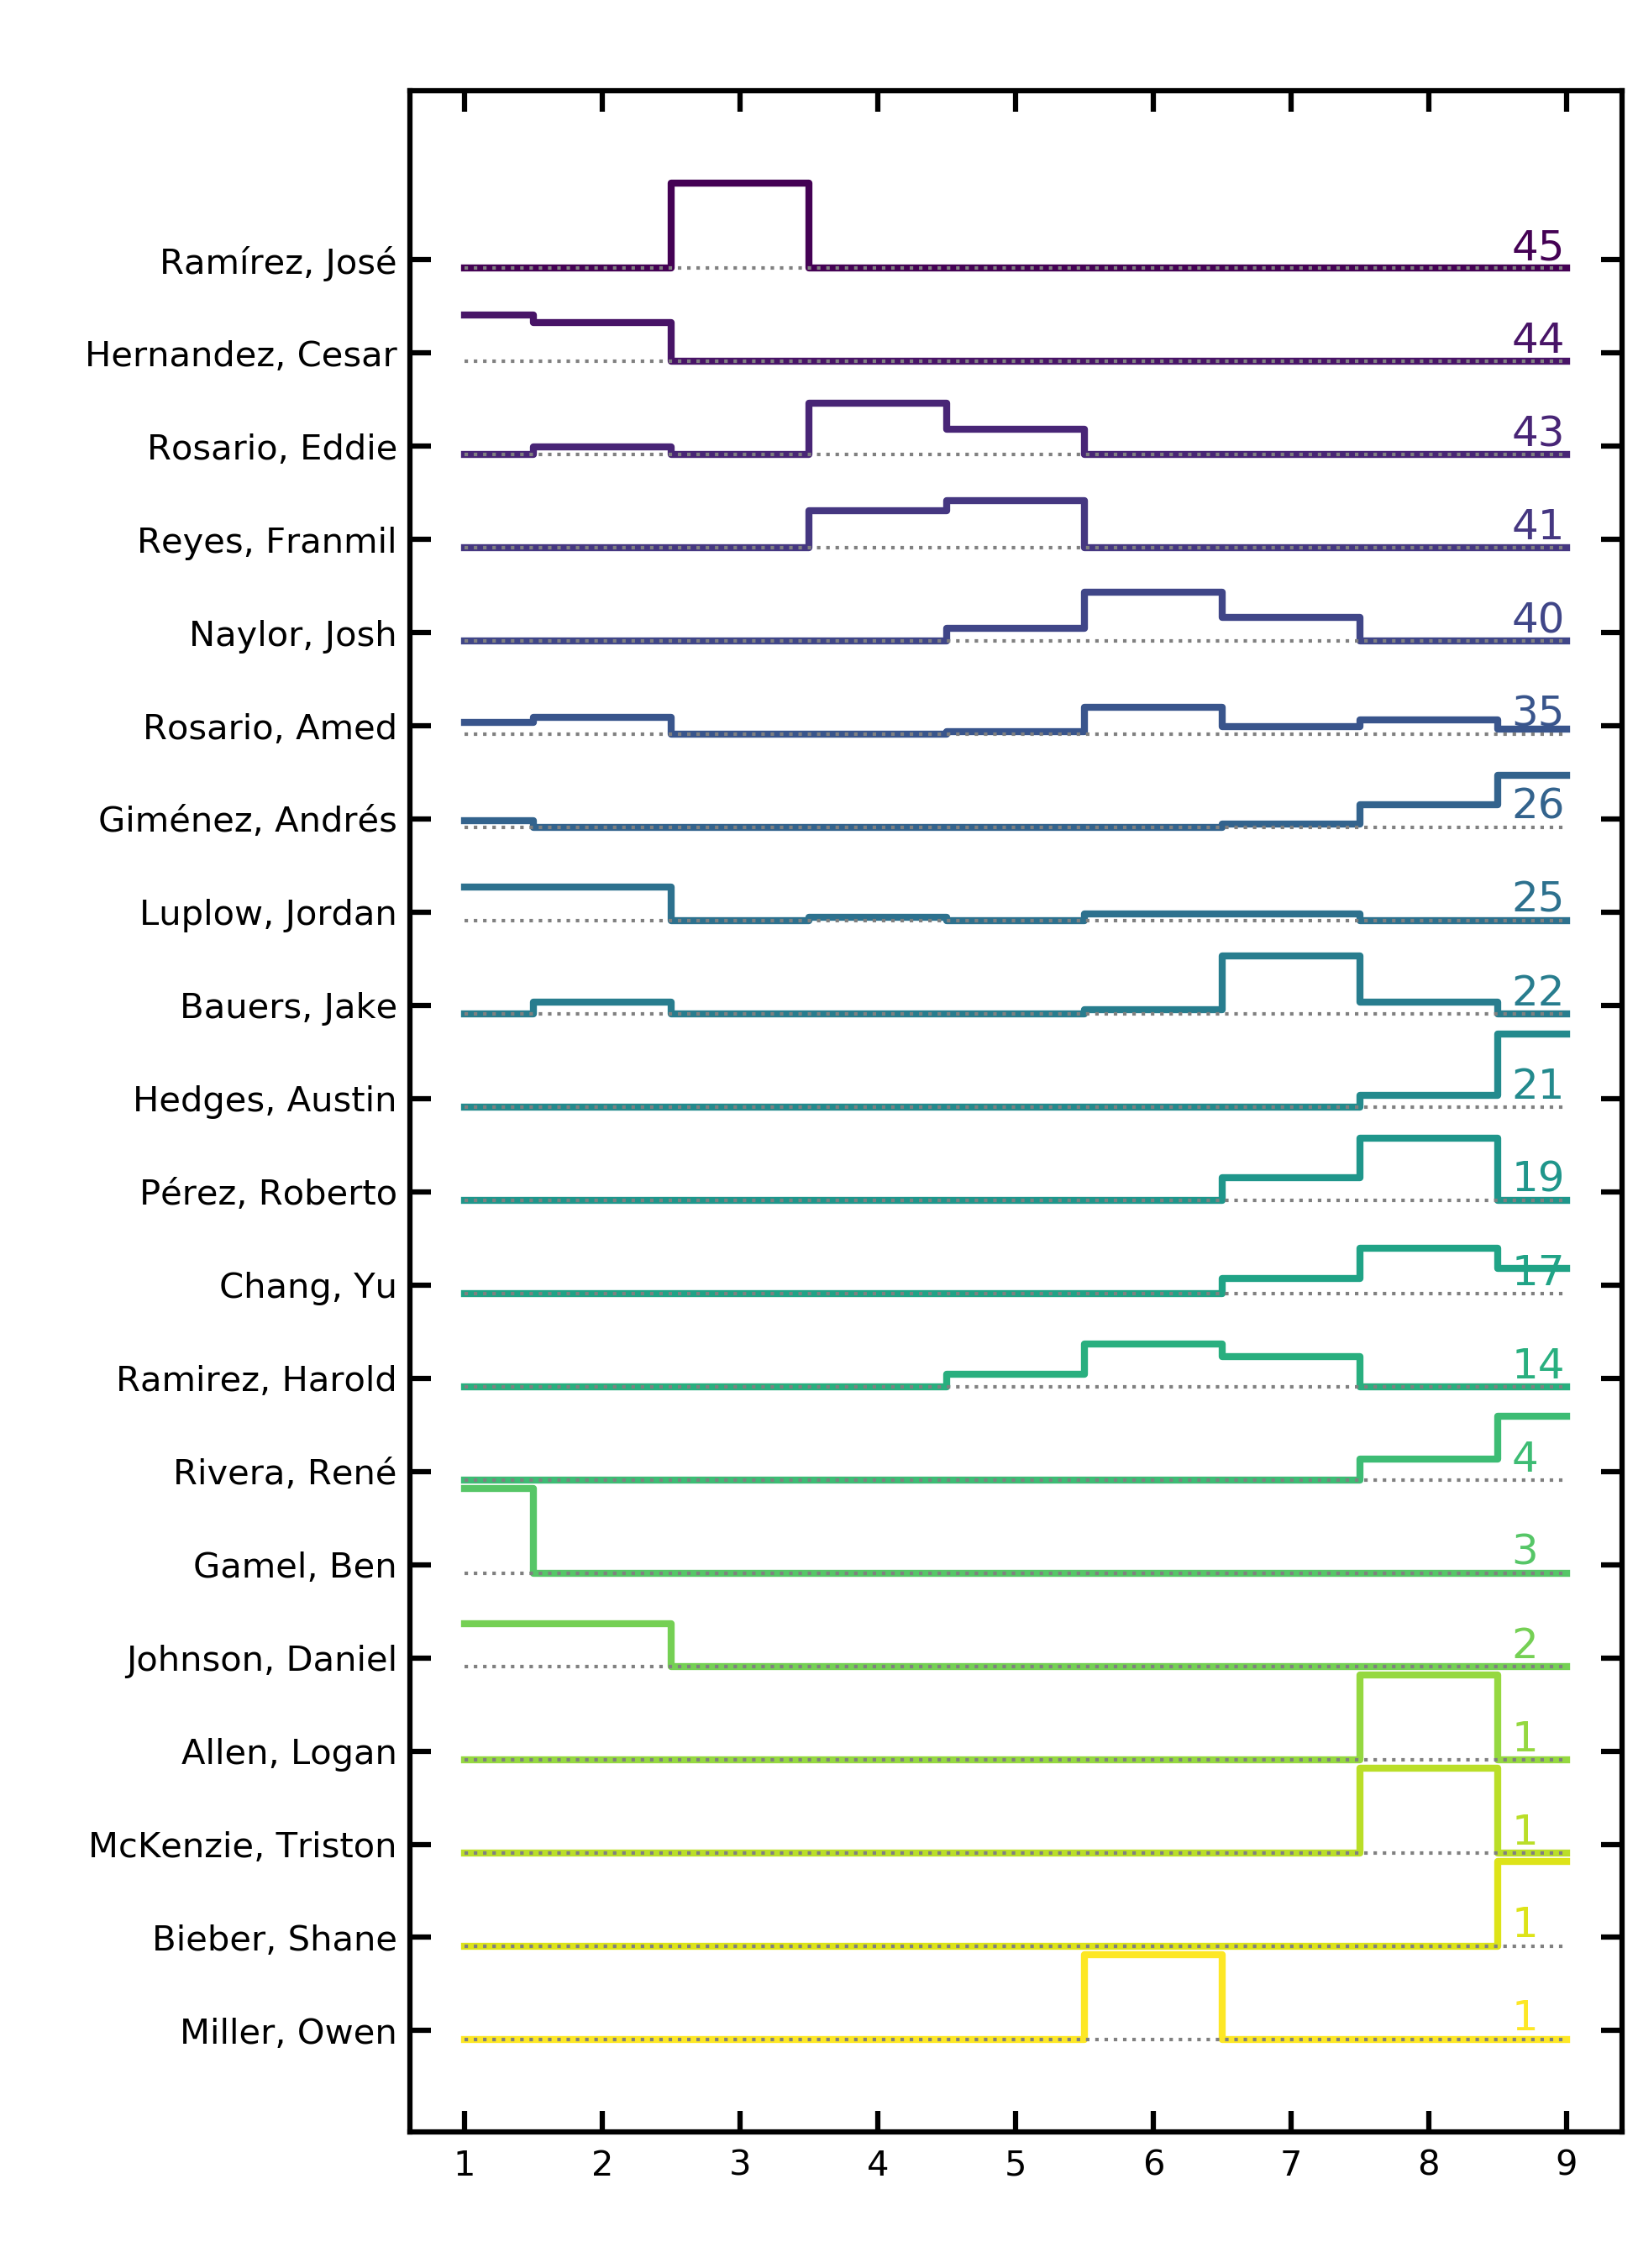 Ramírez, José 45
Hernandez, Cesar 44
Rosario, Eddie 43
Reyes, Franmil 41
Naylor, Josh 40
Rosario, Amed 35
Giménez, Andrés 26
Luplow, Jordan 25
Bauers, Jake 22
Hedges, Austin 21
Pérez, Roberto 19
Chang, Yu 17
Ramirez, Harold 14
Rivera, René 4
Gamel, Ben 3
Johnson, Daniel 2
Allen, Logan 1
McKenzie, Triston 1
Bieber, Shane 1
Miller, Owen 1
1 2 3 4 5 6 7 8 9